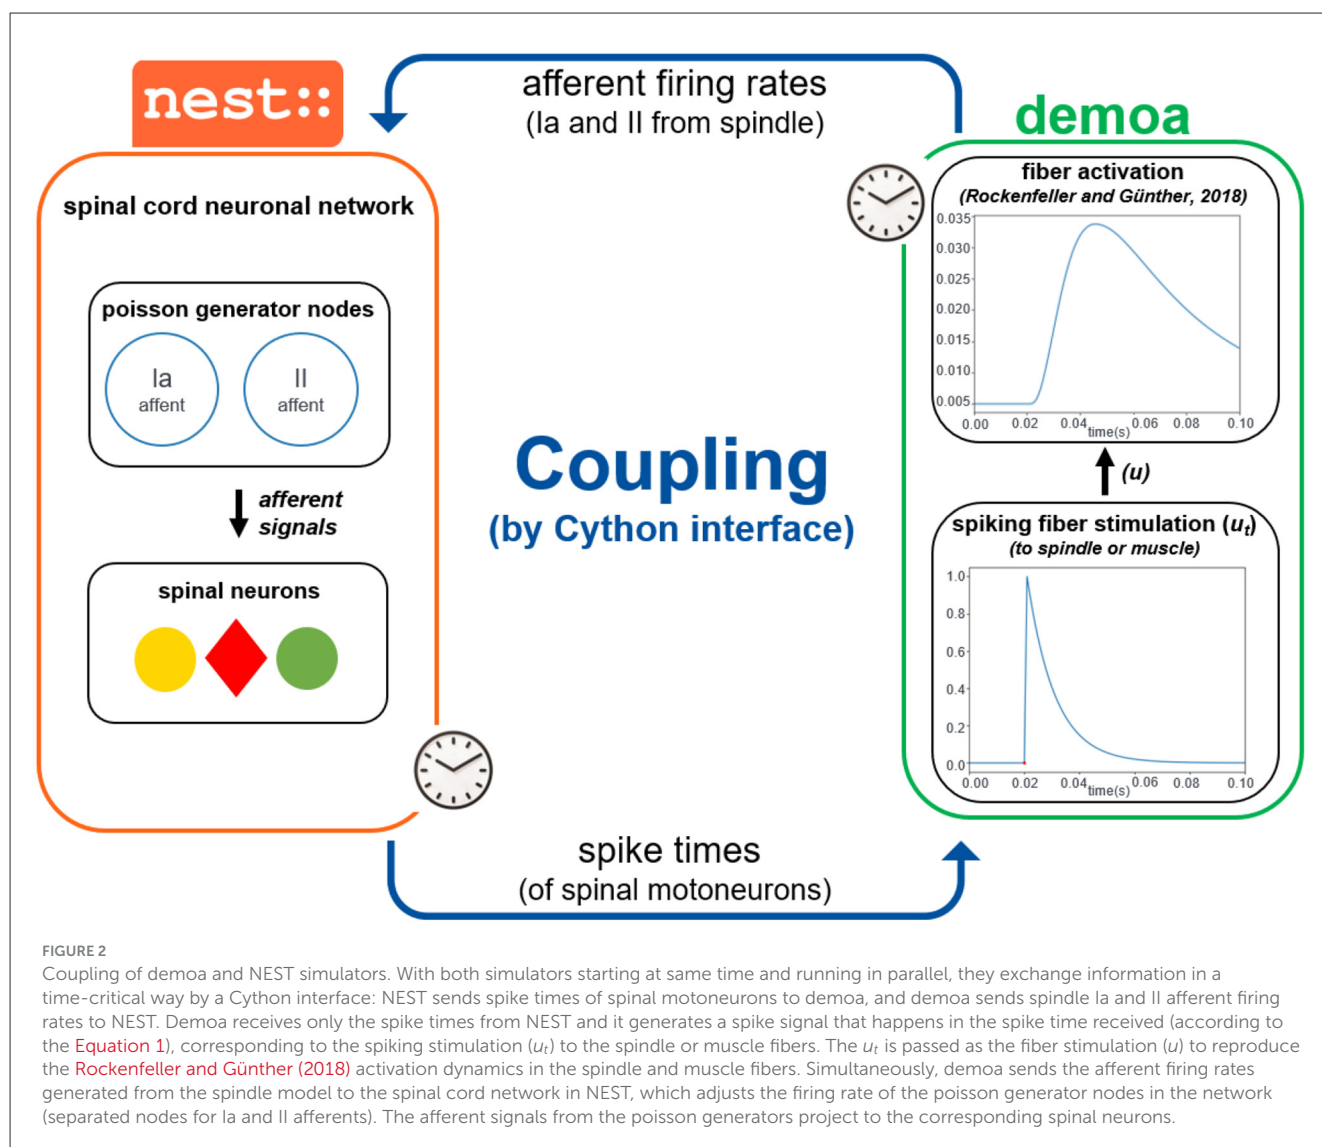 nest::
afferent firing rates
(Ia and II from spindle)
demoa
spinal cord neuronal network
poisson generator nodes
Ia
affent
II
affent
afferent
signals
spinal neurons
Coupling
(by Cython interface)
fiber activation
(Rockenfeller and Günther, 2018)
0.035
0.030
0.025
0.020
0.015
0.010
0.005
0.00 0.02 0.04 0.06 0.08 0.10
time(s)
(u)
spiking fiber stimulation (uₜ)
(to spindle or muscle)
1.0
0.8
0.6
0.4
0.2
0.0
0.00 0.02 0.04 0.06 0.08 0.10
time(s)
spike times
(of spinal motoneurons)
FIGURE 2
Coupling of demoa and NEST simulators. With both simulators starting at same time and running in parallel, they exchange information in a
time-critical way by a Cython interface: NEST sends spike times of spinal motoneurons to demoa, and demoa sends spindle Ia and II afferent firing
rates to NEST. Demoa receives only the spike times from NEST and it generates a spike signal that happens in the spike time received (according to
the Equation 1), corresponding to the spiking stimulation (uₜ) to the spindle or muscle fibers. The uₜ is passed as the fiber stimulation (u) to reproduce
the Rockenfeller and Günther (2018) activation dynamics in the spindle and muscle fibers. Simultaneously, demoa sends the afferent firing rates
generated from the spindle model to the spinal cord network in NEST, which adjusts the firing rate of the poisson generator nodes in the network
(separated nodes for Ia and II afferents). The afferent signals from the poisson generators project to the corresponding spinal neurons.